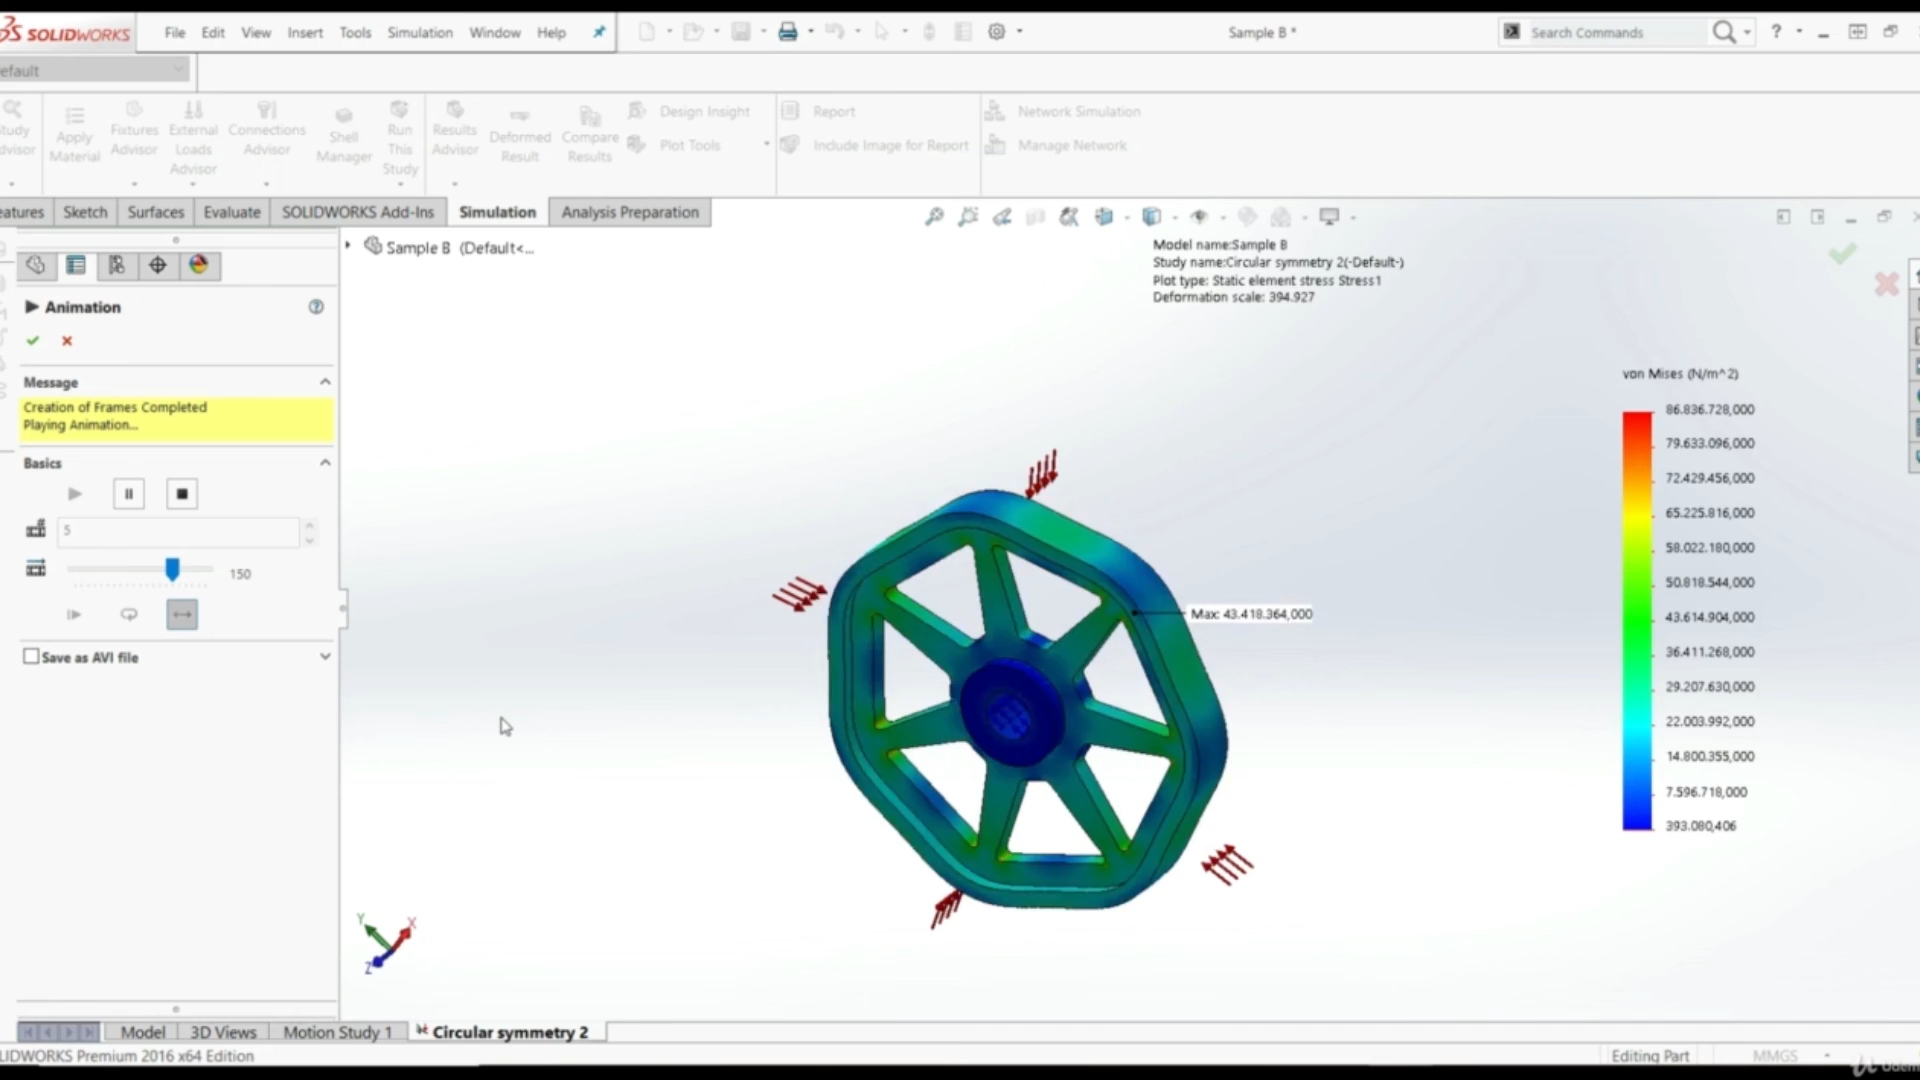 SOLIDWORKS File Edit View Insert Tools Simulation Window Help Sample B * Search Commands ?
efault
Study Advisor
Apply Material
Fixtures Advisor
External Loads Advisor
Connections Advisor
Shell Manager
Run This Study
Results Advisor
Deformed Result
Compare Results
Design Insight
Plot Tools
Report
Include Image for Report
Network Simulation
Manage Network
eatures Sketch Surfaces Evaluate SOLIDWORKS Add-Ins Simulation Analysis Preparation
Sample B (Default<...
Model name:Sample B
Study name:Circular symmetry 2(-Default-)
Plot type: Static element stress Stress1
Deformation scale: 394.927
Animation
Message
Creation of Frames Completed
Playing Animation...
Basics
5
150
Save as AVI file
von Mises (N/m^2)
86.836.728,000
79.633.096,000
72.429.456,000
65.225.816,000
58.022.180,000
50.818.544,000
43.614.904,000
36.411.268,000
29.207.630,000
22.003.992,000
14.800.355,000
7.596.718,000
393.080,406
Max: 43.418.364,000
Y X Z
Model 3D Views Motion Study 1 Circular symmetry 2
LIDWORKS Premium 2016 x64 Edition Editing Part MMGS